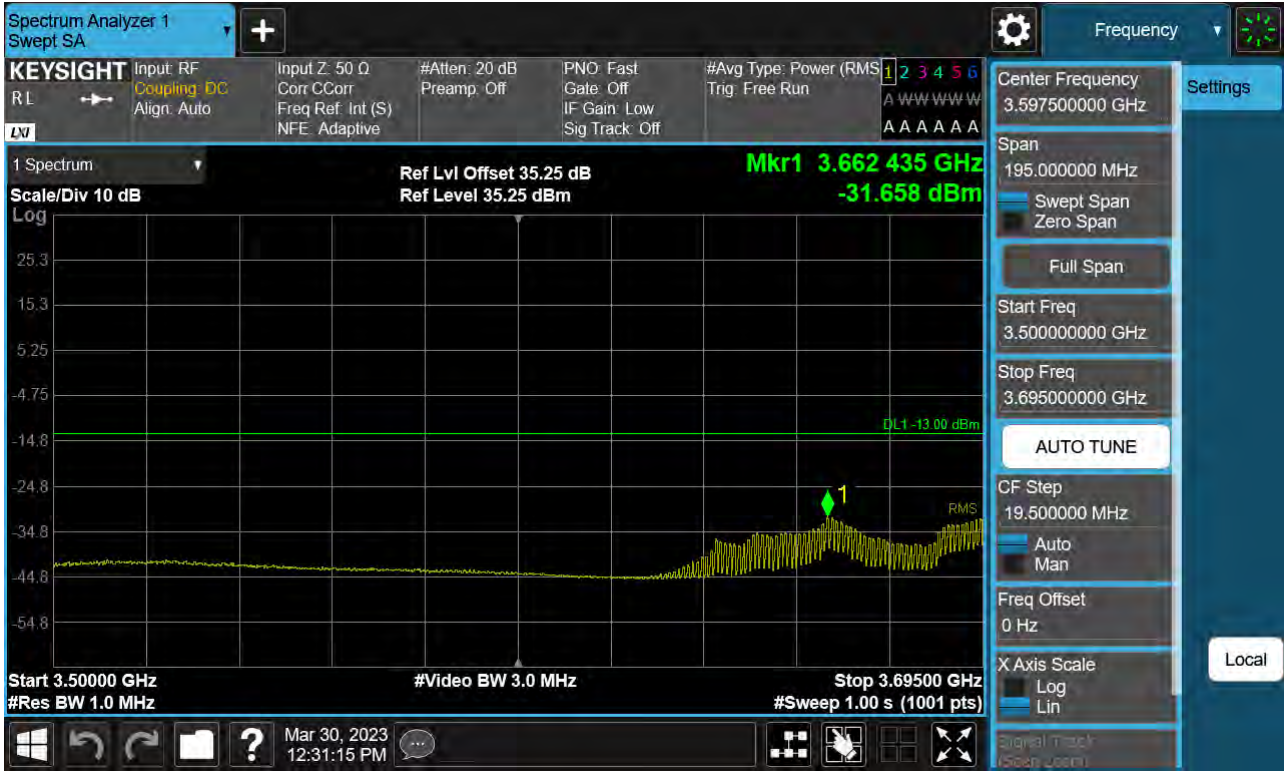 Spectrum Analyzer 1
Swept SA
Frequency
KEYSIGHT
RL
LXI
Input: RF
Coupling: DC
Align: Auto
Input Z: 50 Ω
Corr CCorr
Freq Ref: Int (S)
NFE: Adaptive
#Atten: 20 dB
Preamp: Off
PNO: Fast
Gate: Off
IF Gain: Low
Sig Track: Off
#Avg Type: Power (RMS
Trig: Free Run
1 2 3 4 5 6
A W W W W W
A A A A A A
1 Spectrum
Scale/Div 10 dB
Log
Ref Lvl Offset 35.25 dB
Ref Level 35.25 dBm
Mkr1 3.662 435 GHz
-31.658 dBm
25.3
15.3
5.25
-4.75
-14.8
-24.8
-34.8
-44.8
-54.8
DL1 -13.00 dBm
1
RMS
Start 3.50000 GHz
#Res BW 1.0 MHz
#Video BW 3.0 MHz
Stop 3.69500 GHz
#Sweep 1.00 s (1001 pts)
Center Frequency
3.597500000 GHz
Settings
Span
195.000000 MHz
Swept Span
Zero Span
Full Span
Start Freq
3.500000000 GHz
Stop Freq
3.695000000 GHz
AUTO TUNE
CF Step
19.500000 MHz
Auto
Man
Freq Offset
0 Hz
X Axis Scale
Log
Lin
Local
Signal Track
(Span Zoom)
?
Mar 30, 2023
12:31:15 PM